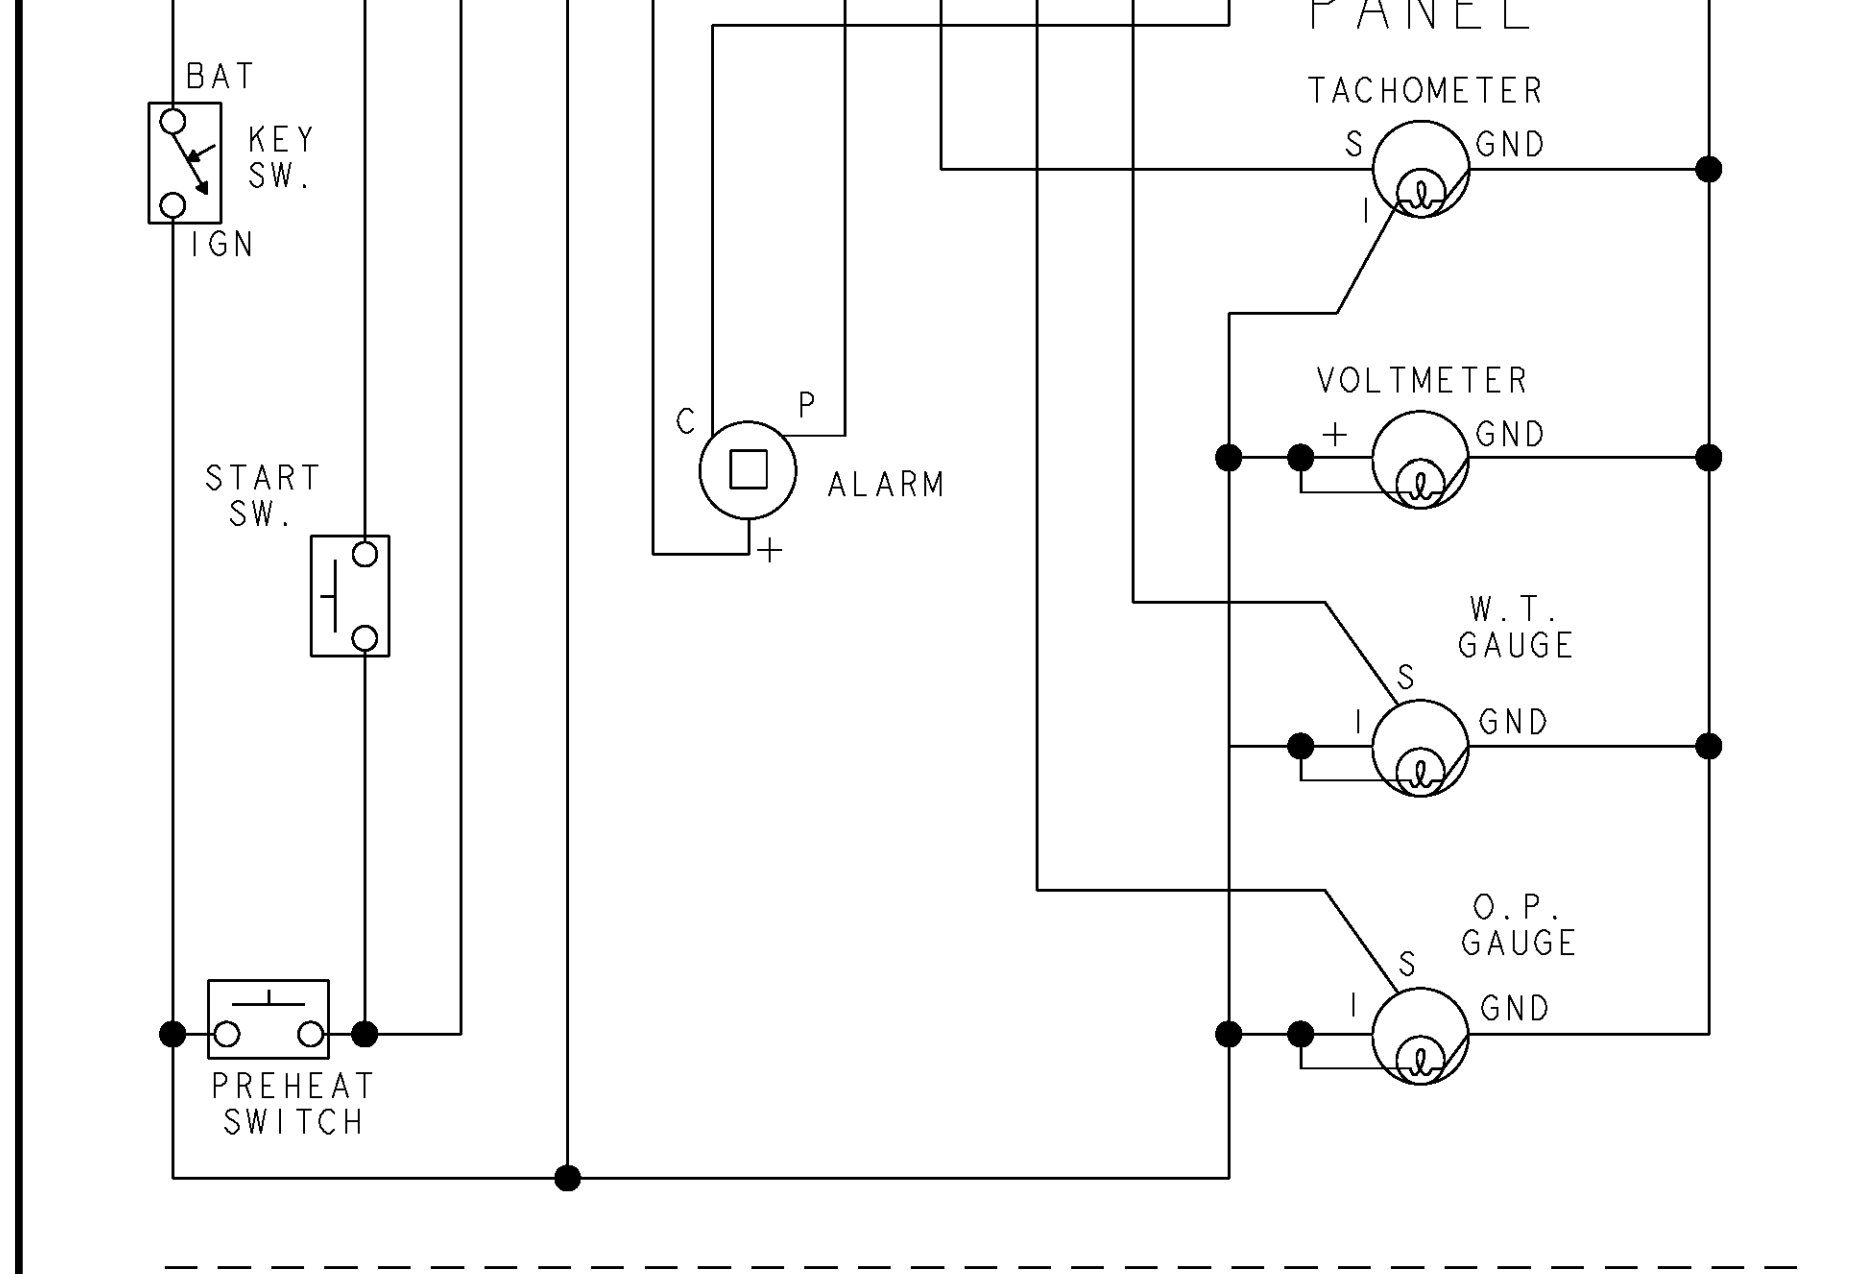 PANEL
BAT
KEY
SW.
IGN
TACHOMETER
S
GND
I
VOLTMETER
+
GND
C
P
ALARM
+
START
SW.
W.T.
GAUGE
S
I
GND
O.P.
GAUGE
S
I
GND
PREHEAT
SWITCH